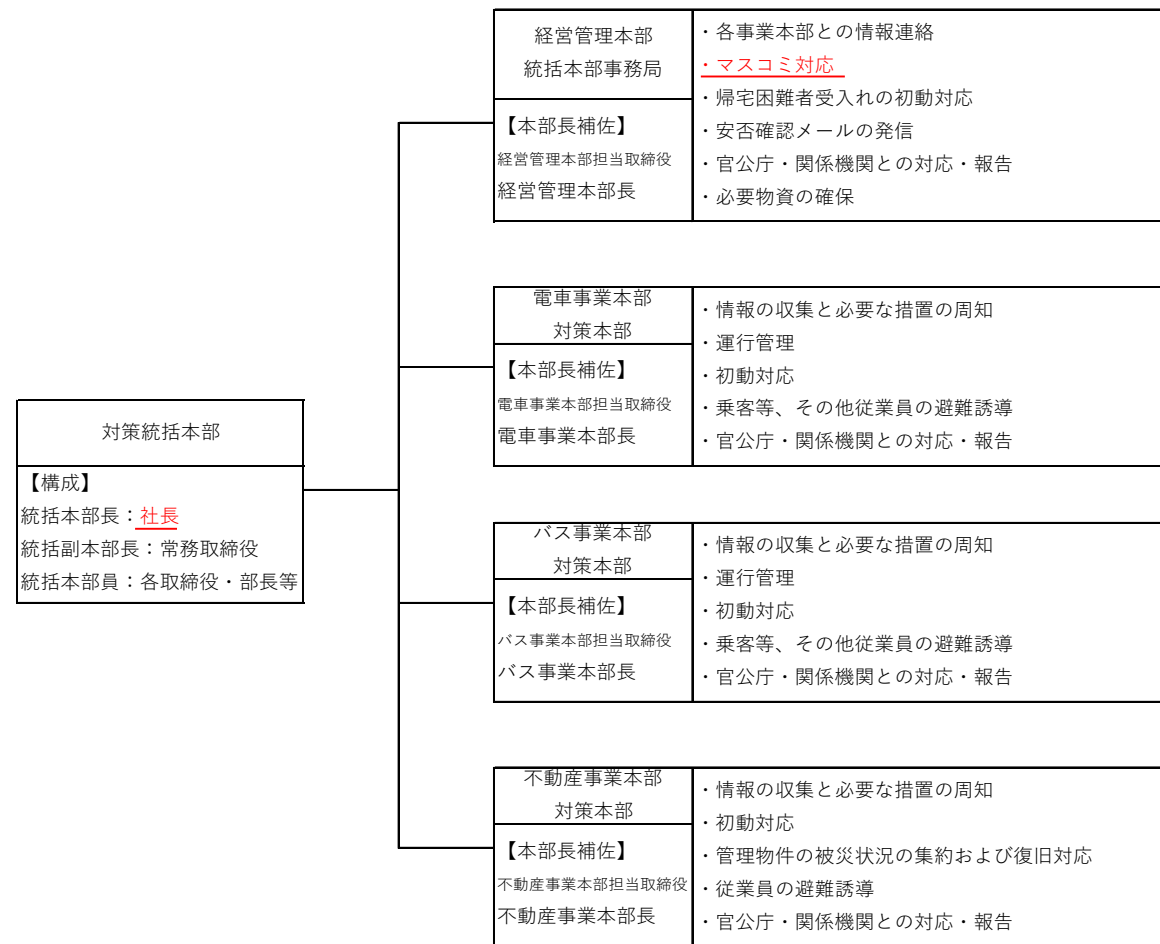 経営管理本部
統括本部事務局
【本部長補佐】
経営管理本部担当取締役
経営管理本部長
・各事業本部との情報連絡
・マスコミ対応
・帰宅困難者受入れの初動対応
・安否確認メールの発信
・官公庁・関係機関との対応・報告
・必要物資の確保
電車事業本部
対策本部
【本部長補佐】
電車事業本部担当取締役
電車事業本部長
・情報の収集と必要な措置の周知
・運行管理
・初動対応
・乗客等、その他従業員の避難誘導
・官公庁・関係機関との対応・報告
対策統括本部
【構成】
統括本部長：社長
統括副本部長：常務取締役
統括本部員：各取締役・部長等
バス事業本部
対策本部
【本部長補佐】
バス事業本部担当取締役
バス事業本部長
・情報の収集と必要な措置の周知
・運行管理
・初動対応
・乗客等、その他従業員の避難誘導
・官公庁・関係機関との対応・報告
不動産事業本部
対策本部
【本部長補佐】
不動産事業本部担当取締役
不動産事業本部長
・情報の収集と必要な措置の周知
・初動対応
・管理物件の被災状況の集約および復旧対応
・従業員の避難誘導
・官公庁・関係機関との対応・報告